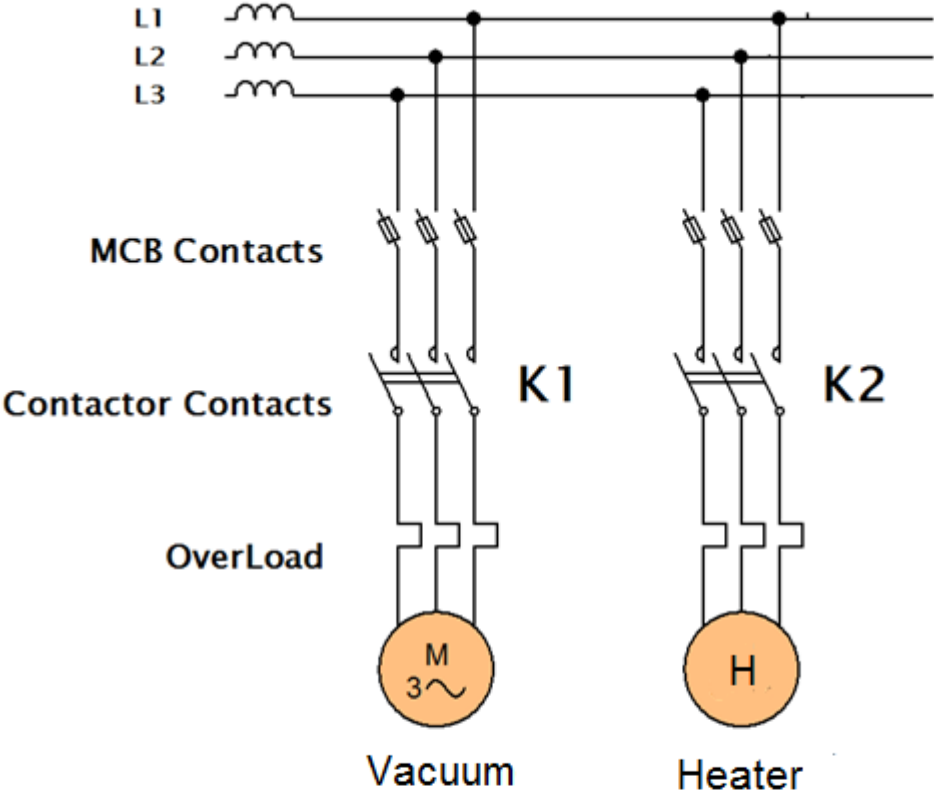 L1
L2
L3
MCB Contacts
Contactor Contacts
K1
K2
OverLoad
M
3
H
Vacuum
Heater